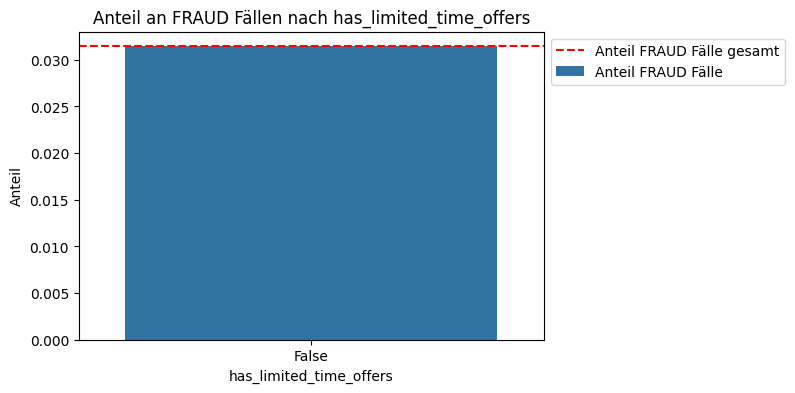 Anteil an FRAUD Fällen nach has_limited_time_offers
Anteil FRAUD Fälle gesamt
Anteil FRAUD Fälle
Anteil
0.030
0.025
0.020
0.015
0.010
0.005
0.000
False
has_limited_time_offers